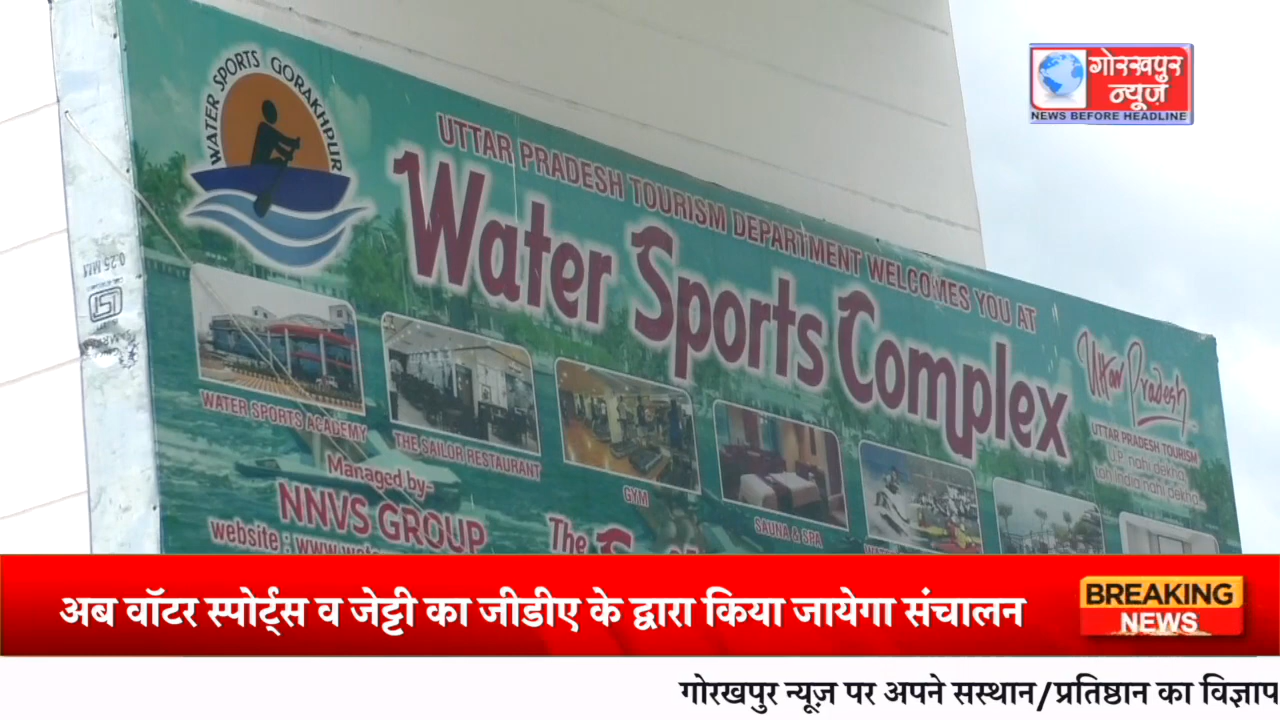 WATER SPORTS GORAKHPUR
UTTAR PRADESH TOURISM DEPARTMENT WELCOMES YOU AT
Water Sports Complex
Uttar Pradesh
UTTAR PRADESH TOURISM
U.P. nahi dekha
toh india nahi dekha
WATER SPORTS ACADEMY
THE SAILOR RESTAURANT
GYM
SAUNA & SPA
Managed by-
NNVS GROUP
website : www.
The
गोरखपुर
न्यूज़
NEWS BEFORE HEADLINE
अब वॉटर स्पोर्ट्स व जेट्टी का जीडीए के द्वारा किया जायेगा संचालन
BREAKING
NEWS
गोरखपुर न्यूज़ पर अपने सस्थान/प्रतिष्ठान का विज्ञाप